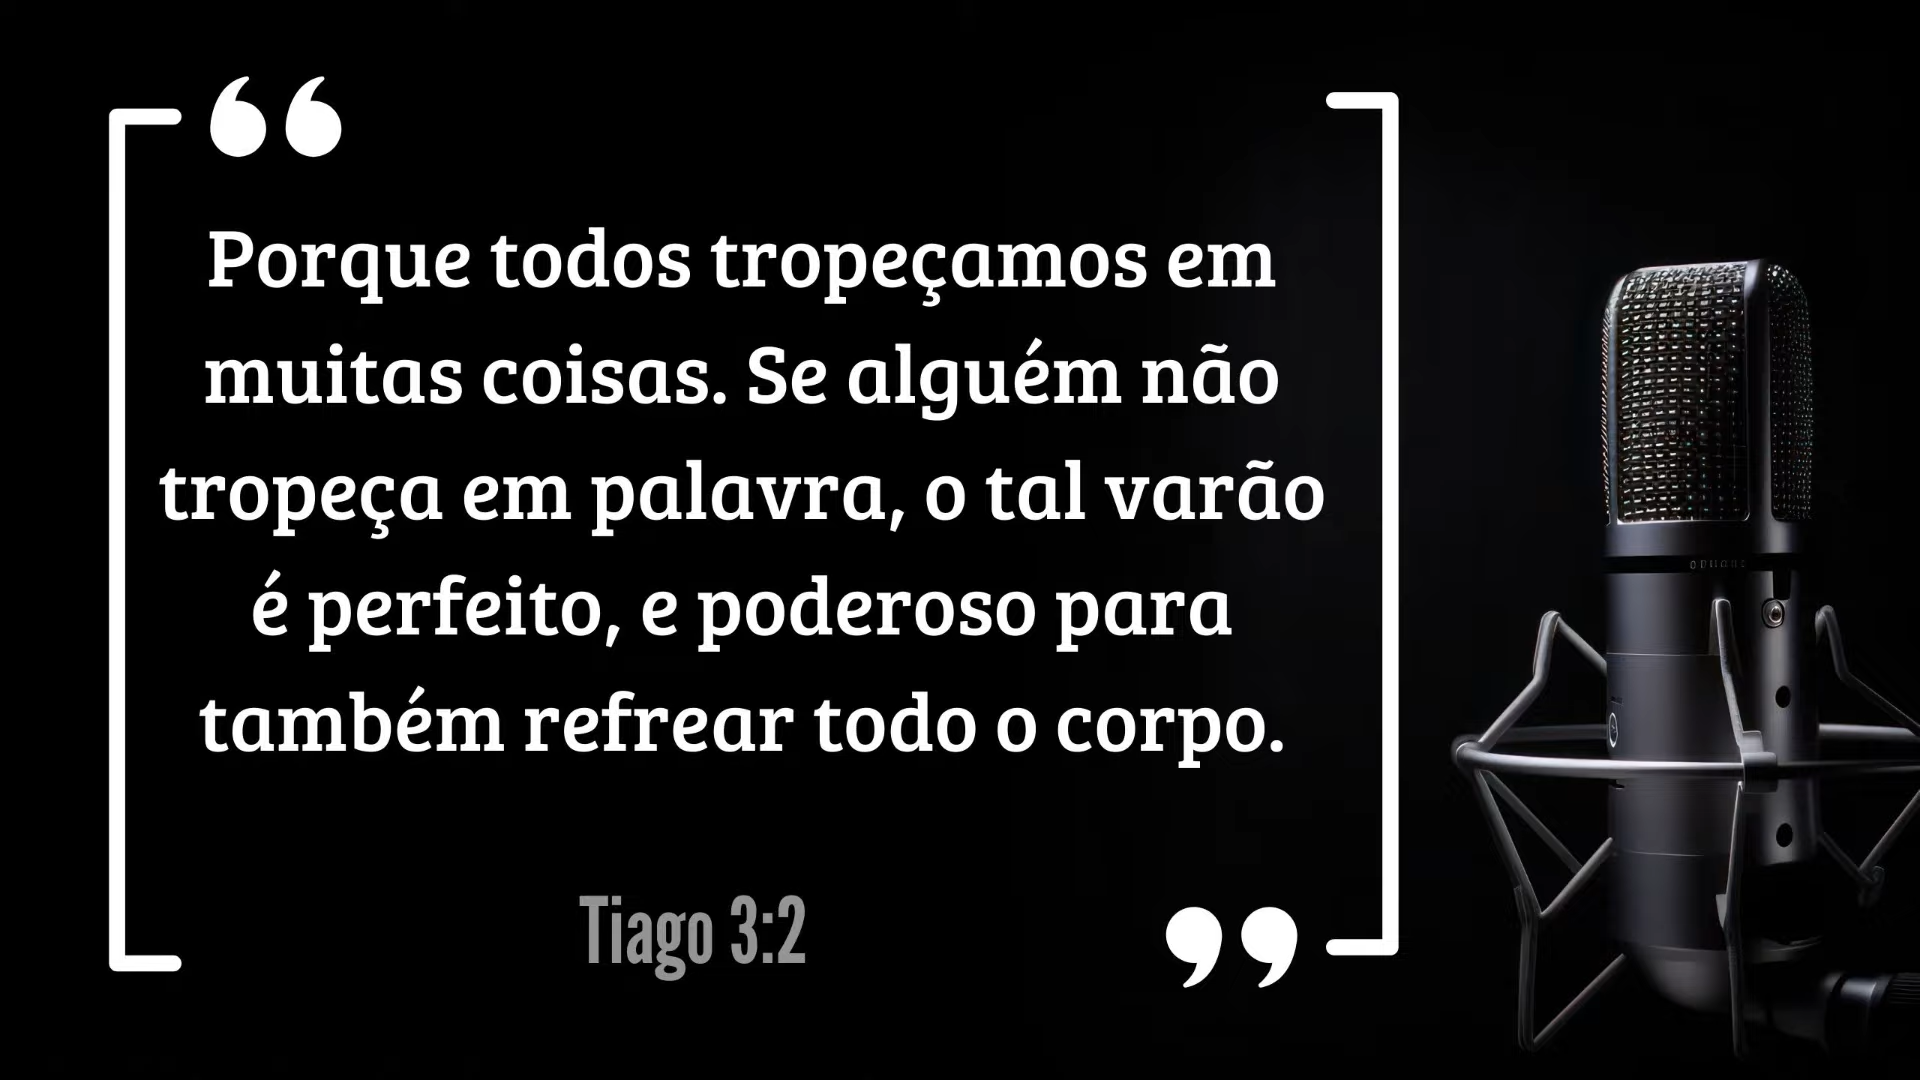 “
Porque todos tropeçamos em
muitas coisas. Se alguém não
tropeça em palavra, o tal varão
é perfeito, e poderoso para
também refrear todo o corpo.
Tiago 3:2
”